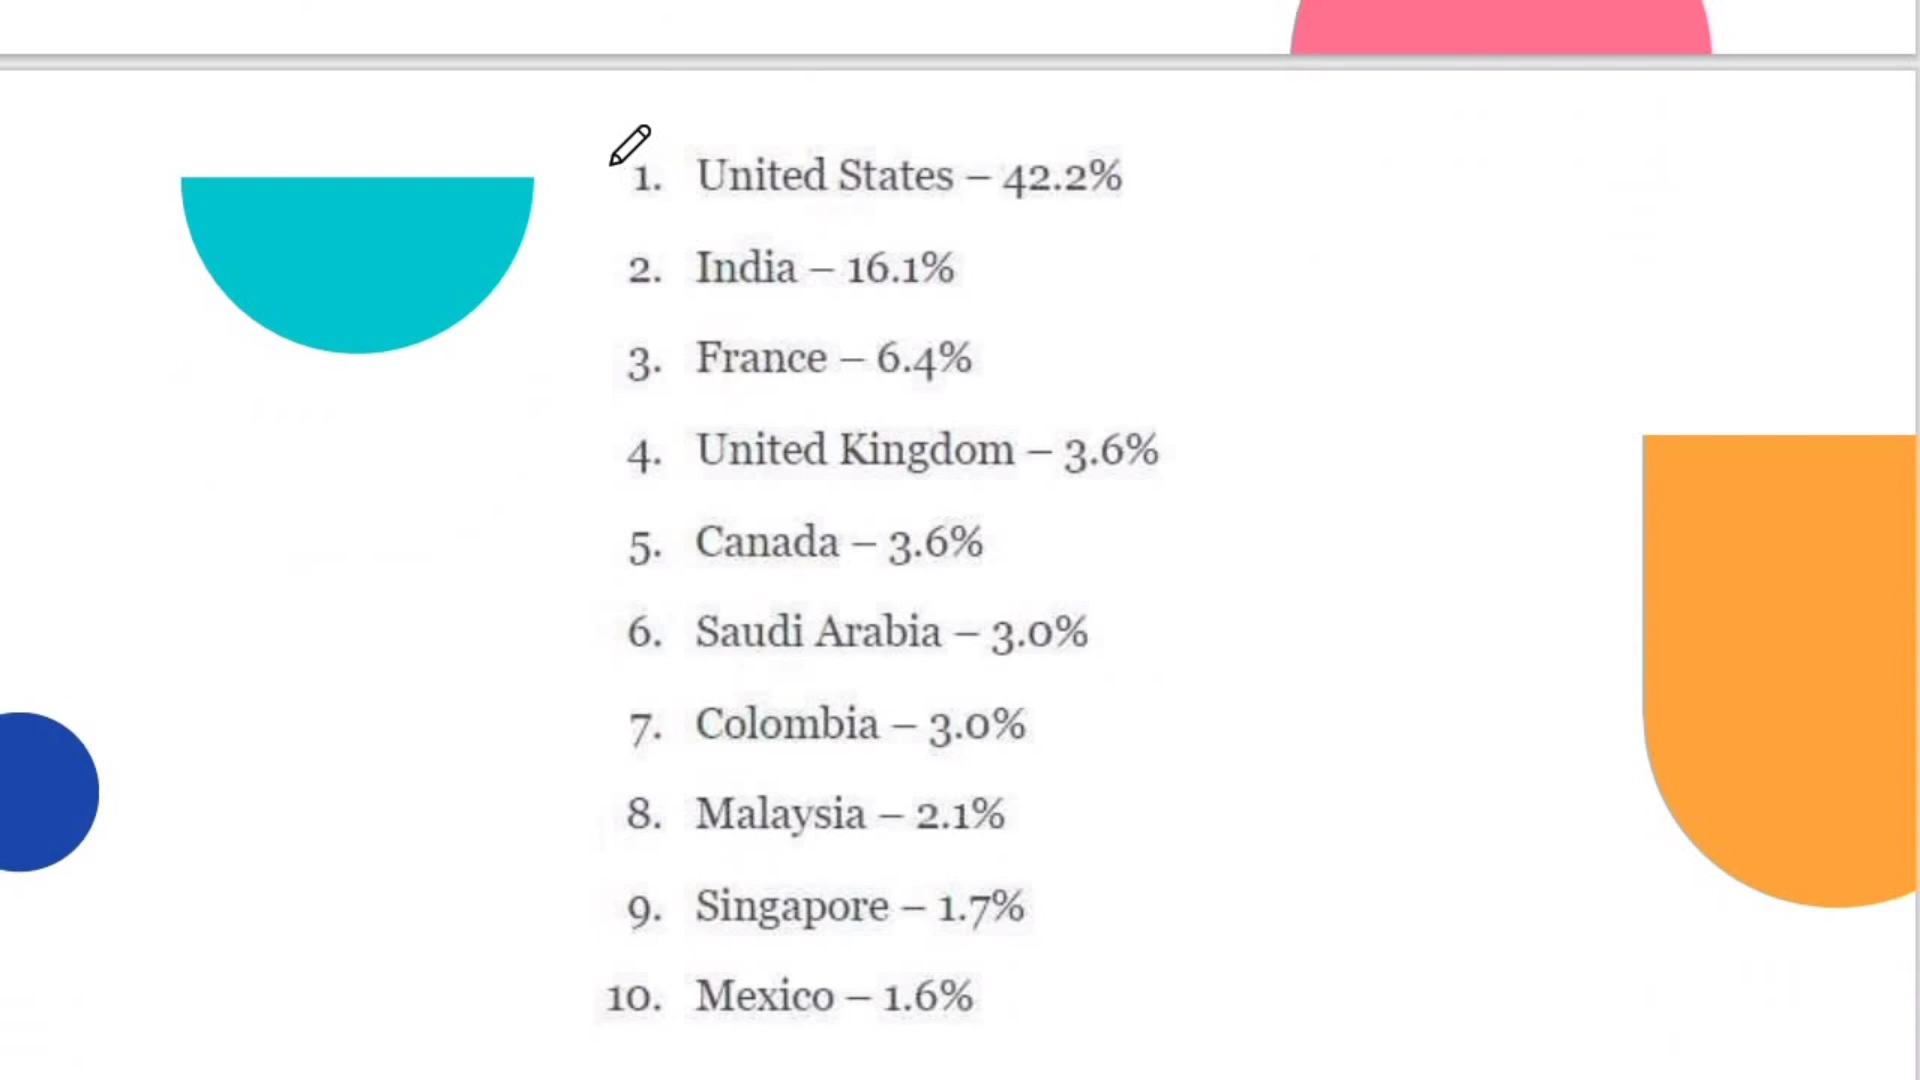 1. United States – 42.2%
2. India – 16.1%
3. France – 6.4%
4. United Kingdom – 3.6%
5. Canada – 3.6%
6. Saudi Arabia – 3.0%
7. Colombia – 3.0%
8. Malaysia – 2.1%
9. Singapore – 1.7%
10. Mexico – 1.6%